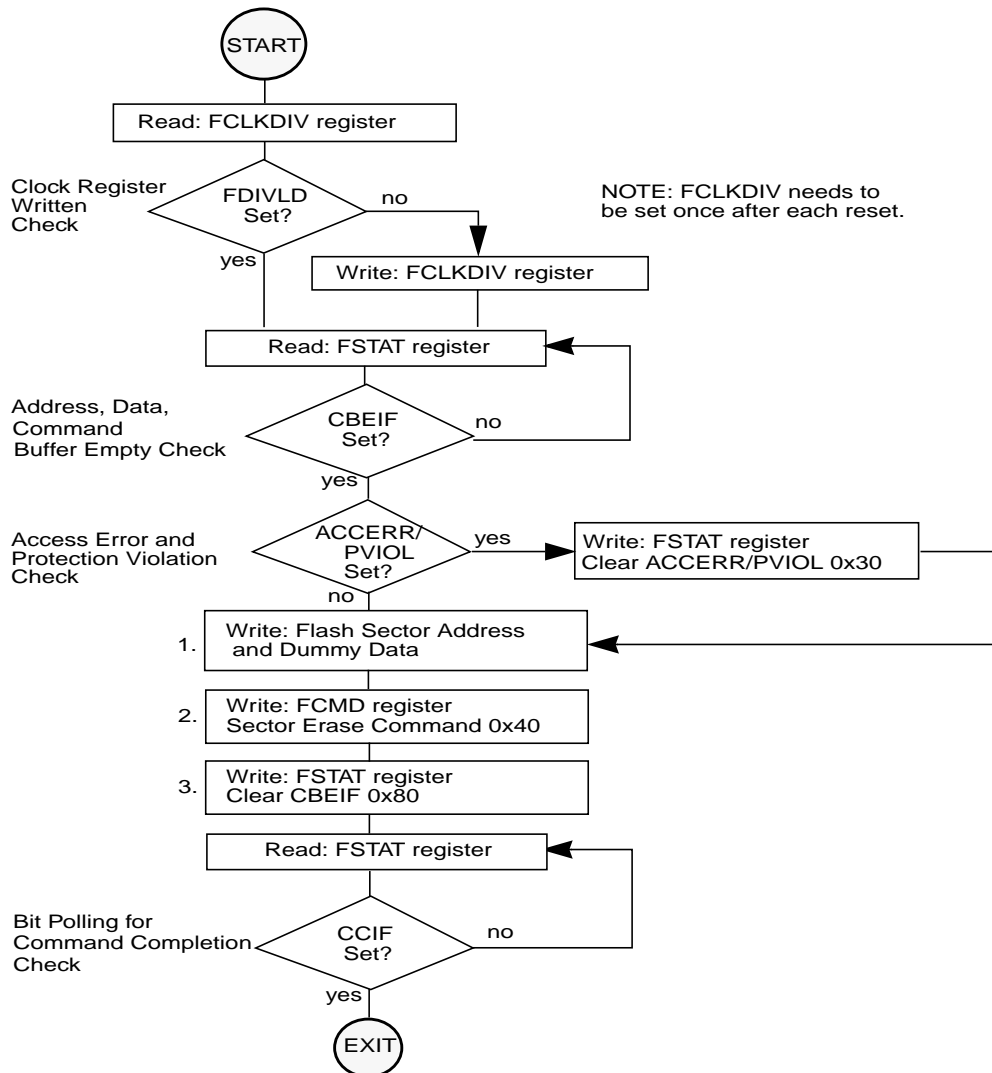 START
Read: FCLKDIV register
Clock Register
Written
Check
FDIVLD
Set?
no
yes
NOTE: FCLKDIV needs to
be set once after each reset.
Write: FCLKDIV register
Read: FSTAT register
Address, Data,
Command
Buffer Empty Check
CBEIF
Set?
no
yes
Access Error and
Protection Violation
Check
ACCERR/
PVIOL
Set?
yes
no
Write: FSTAT register
Clear ACCERR/PVIOL 0x30
1.
Write: Flash Sector Address
and Dummy Data
2.
Write: FCMD register
Sector Erase Command 0x40
3.
Write: FSTAT register
Clear CBEIF 0x80
Read: FSTAT register
Bit Polling for
Command Completion
Check
CCIF
Set?
no
yes
EXIT